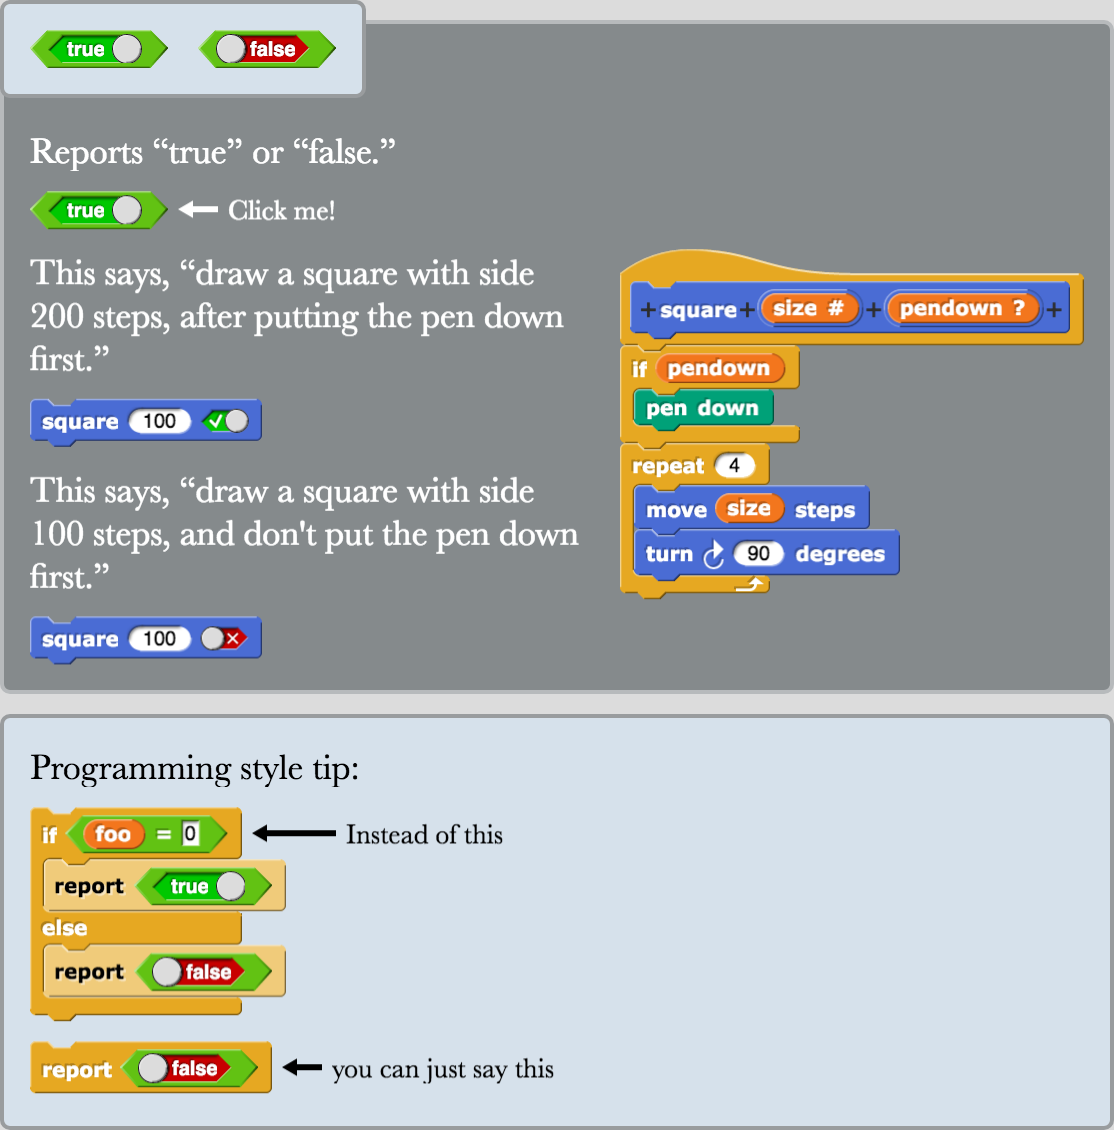 true false
Reports “true” or “false.”
true Click me!
This says, “draw a square with side
200 steps, after putting the pen down
first.”
square 100
This says, “draw a square with side
100 steps, and don't put the pen down
first.”
square 100
+ square + size # + pendown ? +
if pendown
pen down
repeat 4
move size steps
turn 90 degrees
Programming style tip:
if foo = 0 Instead of this
report true
else
report false
report false you can just say this